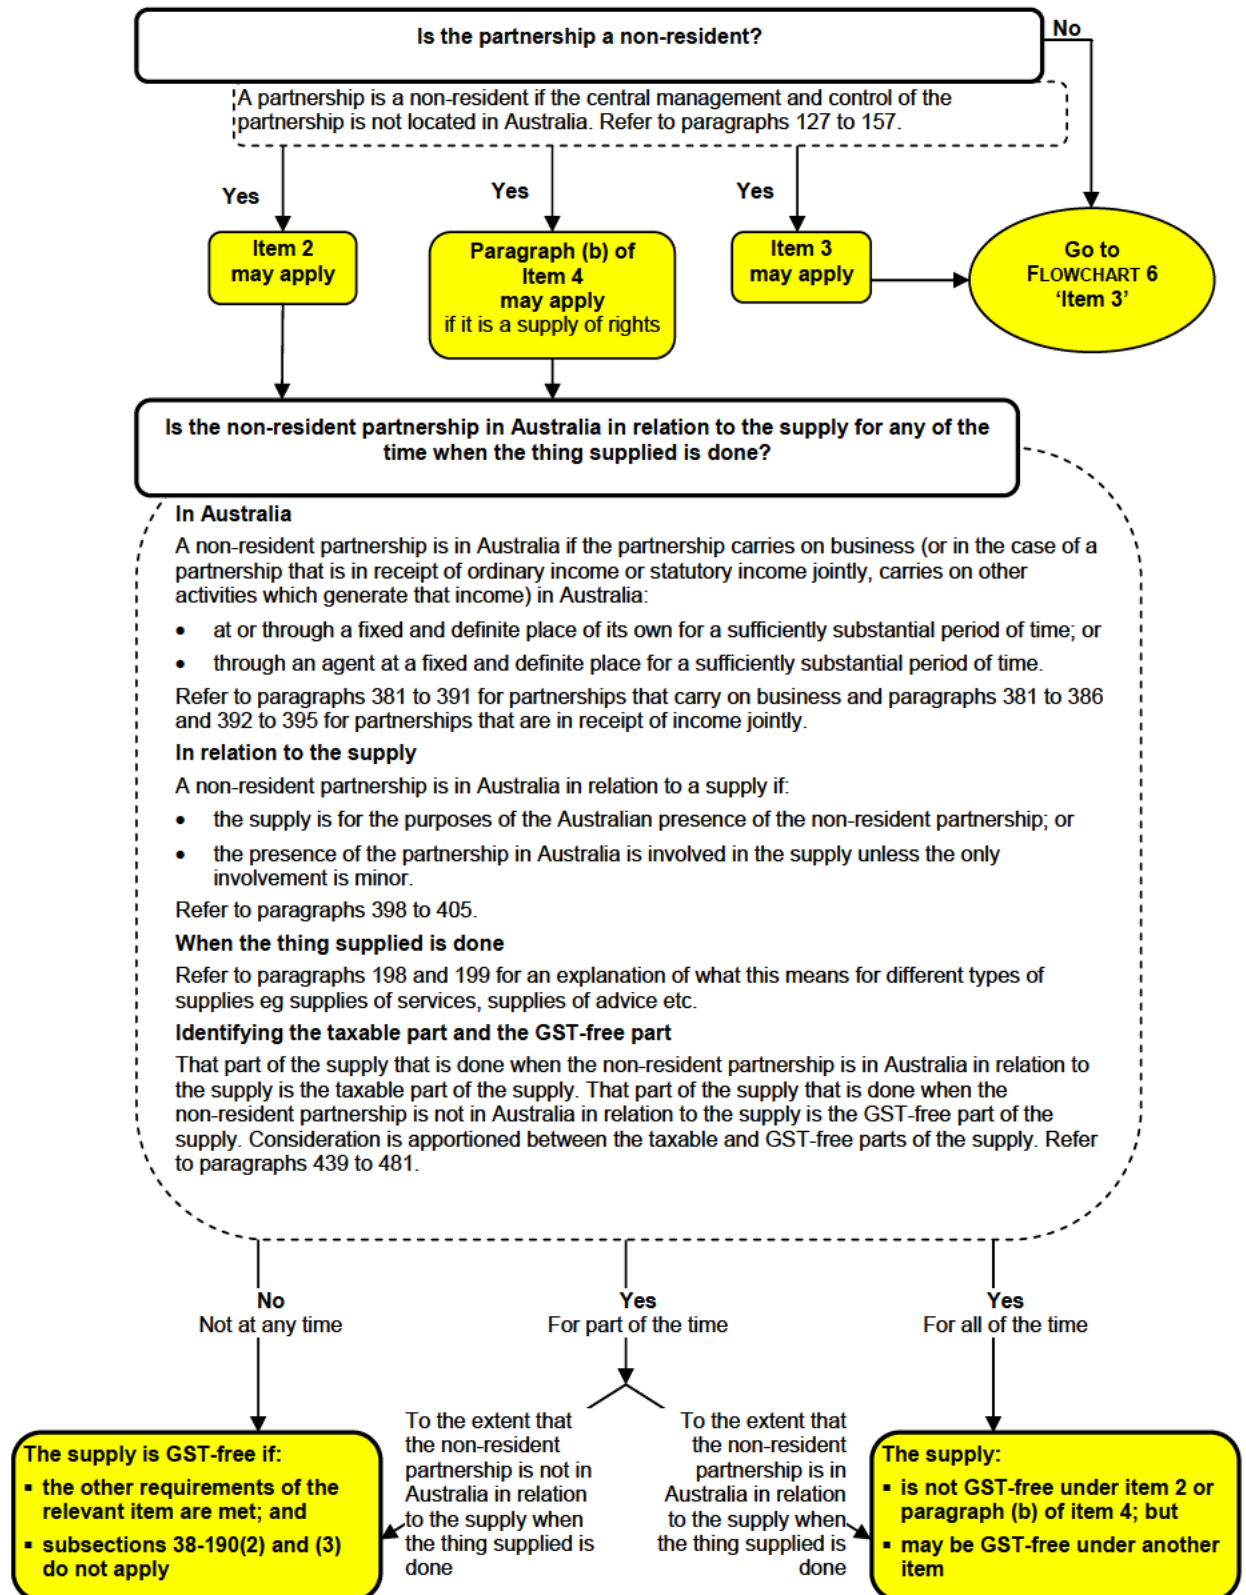 Is the partnership a non-resident?
No
A partnership is a non-resident if the central management and control of the
partnership is not located in Australia. Refer to paragraphs 127 to 157.
Yes
Yes
Yes
Item 2
may apply
Paragraph (b) of
Item 4
may apply
if it is a supply of rights
Item 3
may apply
Go to
FLOWCHART 6
‘Item 3’
Is the non-resident partnership in Australia in relation to the supply for any of the
time when the thing supplied is done?
In Australia
A non-resident partnership is in Australia if the partnership carries on business (or in the case of a
partnership that is in receipt of ordinary income or statutory income jointly, carries on other
activities which generate that income) in Australia:
• at or through a fixed and definite place of its own for a sufficiently substantial period of time; or
• through an agent at a fixed and definite place for a sufficiently substantial period of time.
Refer to paragraphs 381 to 391 for partnerships that carry on business and paragraphs 381 to 386
and 392 to 395 for partnerships that are in receipt of income jointly.
In relation to the supply
A non-resident partnership is in Australia in relation to a supply if:
• the supply is for the purposes of the Australian presence of the non-resident partnership; or
• the presence of the partnership in Australia is involved in the supply unless the only
involvement is minor.
Refer to paragraphs 398 to 405.
When the thing supplied is done
Refer to paragraphs 198 and 199 for an explanation of what this means for different types of
supplies eg supplies of services, supplies of advice etc.
Identifying the taxable part and the GST-free part
That part of the supply that is done when the non-resident partnership is in Australia in relation to
the supply is the taxable part of the supply. That part of the supply that is done when the
non-resident partnership is not in Australia in relation to the supply is the GST-free part of the
supply. Consideration is apportioned between the taxable and GST-free parts of the supply. Refer
to paragraphs 439 to 481.
No
Not at any time
Yes
For part of the time
Yes
For all of the time
The supply is GST-free if:
▪ the other requirements of the
relevant item are met; and
▪ subsections 38-190(2) and (3)
do not apply
To the extent that
the non-resident
partnership is not in
Australia in relation
to the supply when
the thing supplied is
done
To the extent that
the non-resident
partnership is in
Australia in relation
to the supply when
the thing supplied is
done
The supply:
▪ is not GST-free under item 2 or
paragraph (b) of item 4; but
▪ may be GST-free under another
item